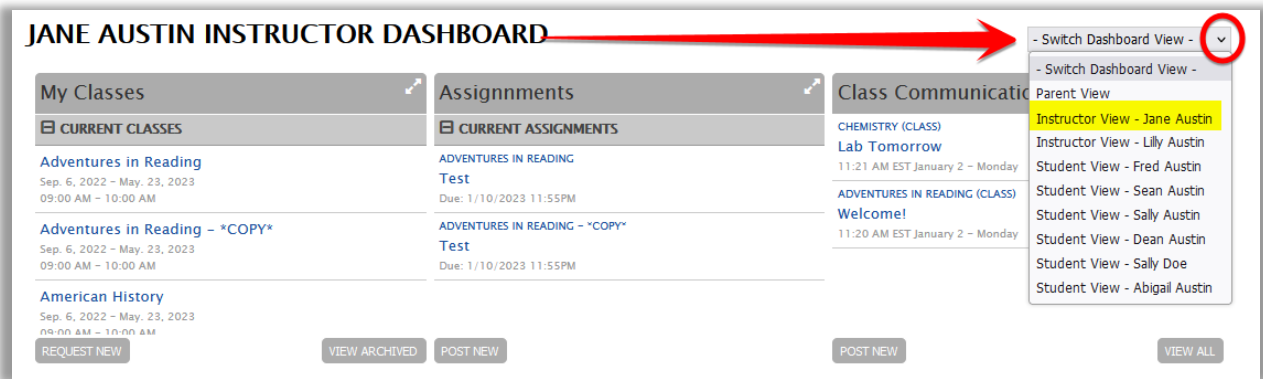 JANE AUSTIN INSTRUCTOR DASHBOARD
- Switch Dashboard View -
- Switch Dashboard View -
Parent View
Instructor View - Jane Austin
Instructor View - Lilly Austin
Student View - Fred Austin
Student View - Sean Austin
Student View - Sally Austin
Student View - Dean Austin
Student View - Sally Doe
Student View - Abigail Austin
My Classes
CURRENT CLASSES
Adventures in Reading
Sep. 6, 2022 - May. 23, 2023
09:00 AM - 10:00 AM
Adventures in Reading - *COPY*
Sep. 6, 2022 - May. 23, 2023
09:00 AM - 10:00 AM
American History
Sep. 6, 2022 - May. 23, 2023
09:00 AM - 10:00 AM
REQUEST NEW
VIEW ARCHIVED
Assignnments
CURRENT ASSIGNMENTS
ADVENTURES IN READING
Test
Due: 1/10/2023 11:55PM
ADVENTURES IN READING - *COPY*
Test
Due: 1/10/2023 11:55PM
POST NEW
Class Communicatio
CHEMISTRY (CLASS)
Lab Tomorrow
11:21 AM EST January 2 - Monday
ADVENTURES IN READING (CLASS)
Welcome!
11:20 AM EST January 2 - Monday
POST NEW
VIEW ALL